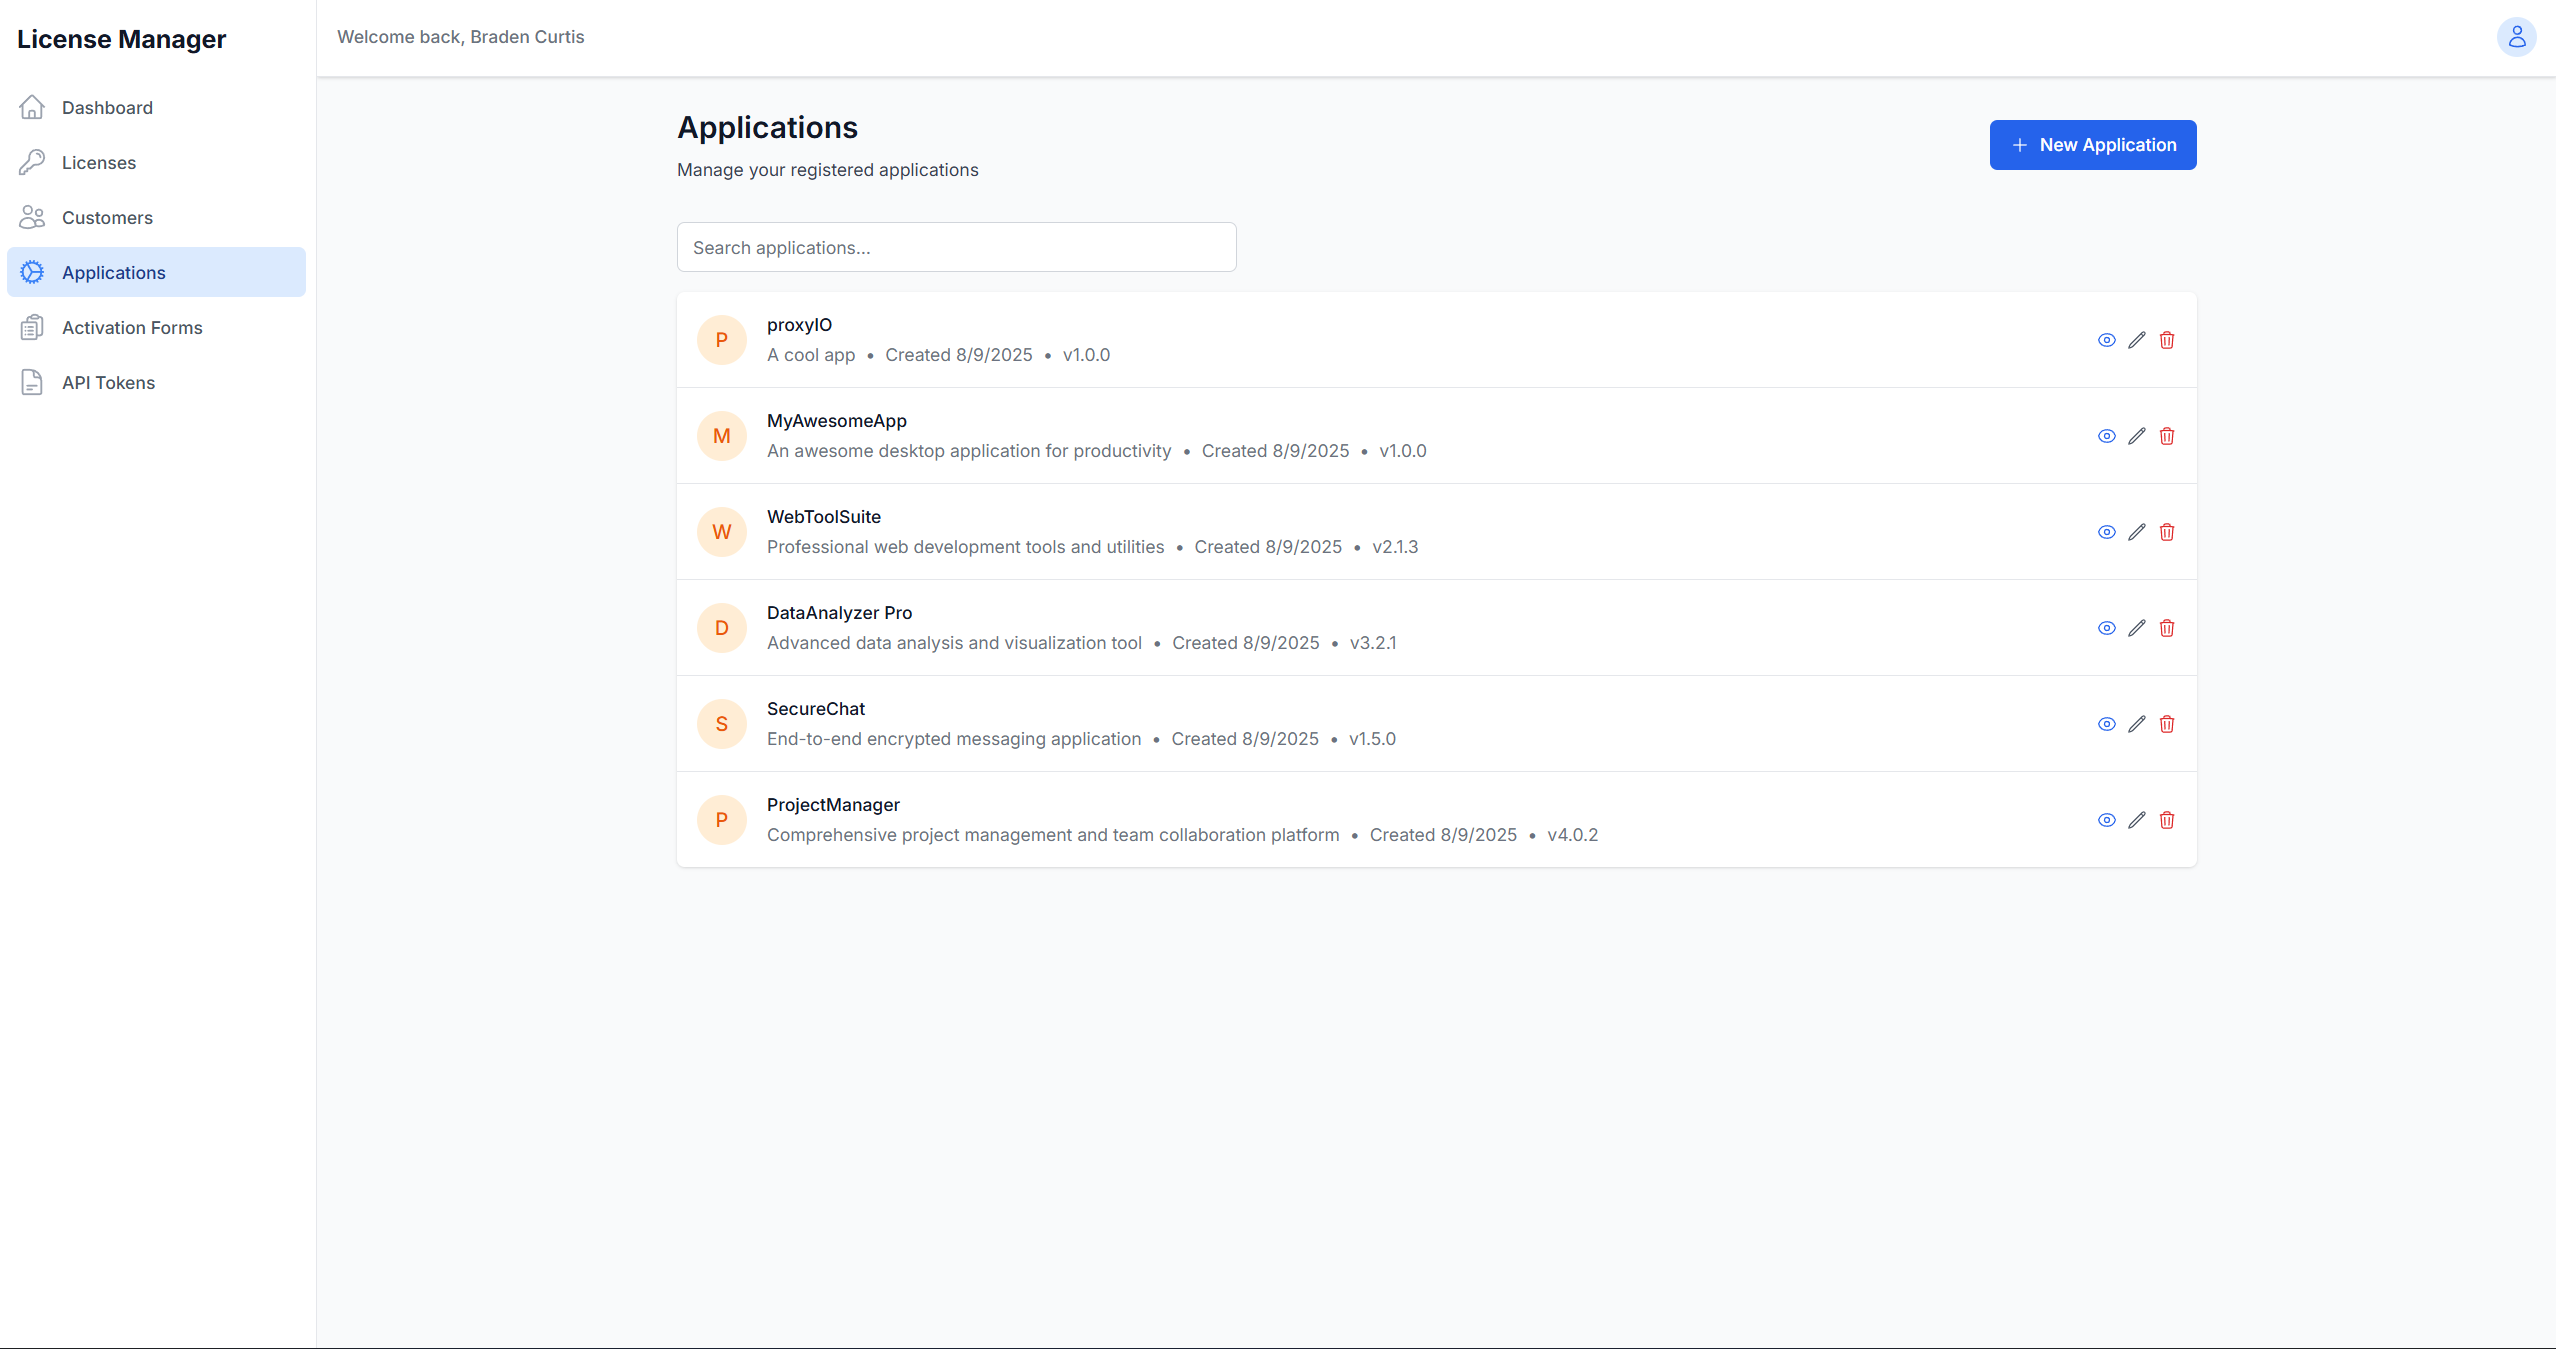 License Manager
Welcome back, Braden Curtis
Dashboard
Licenses
Customers
Applications
Activation Forms
API Tokens
Applications
Manage your registered applications
+ New Application
Search applications...
P
proxyIO
A cool app • Created 8/9/2025 • v1.0.0
M
MyAwesomeApp
An awesome desktop application for productivity • Created 8/9/2025 • v1.0.0
W
WebToolSuite
Professional web development tools and utilities • Created 8/9/2025 • v2.1.3
D
DataAnalyzer Pro
Advanced data analysis and visualization tool • Created 8/9/2025 • v3.2.1
S
SecureChat
End-to-end encrypted messaging application • Created 8/9/2025 • v1.5.0
P
ProjectManager
Comprehensive project management and team collaboration platform • Created 8/9/2025 • v4.0.2